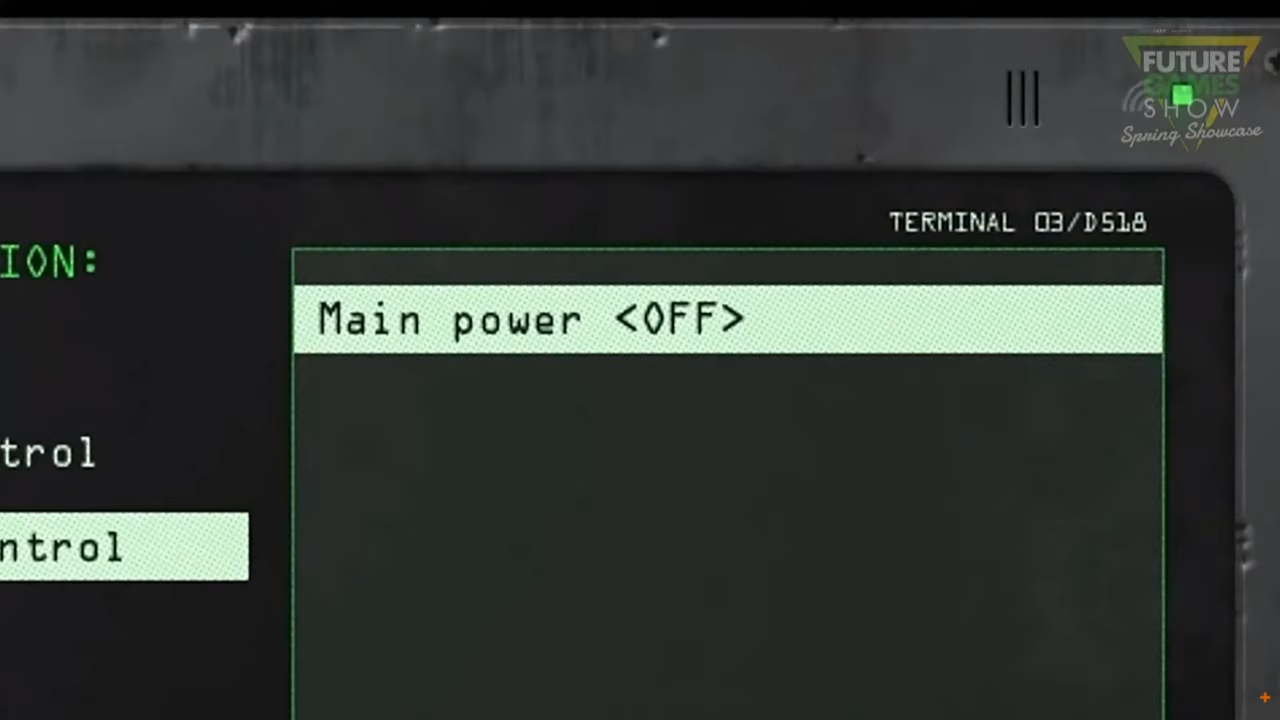 FUTURE
GAMES
SHOW
Spring Showcase
TERMINAL 03/D518
ION:
Main power <OFF>
trol
ntrol